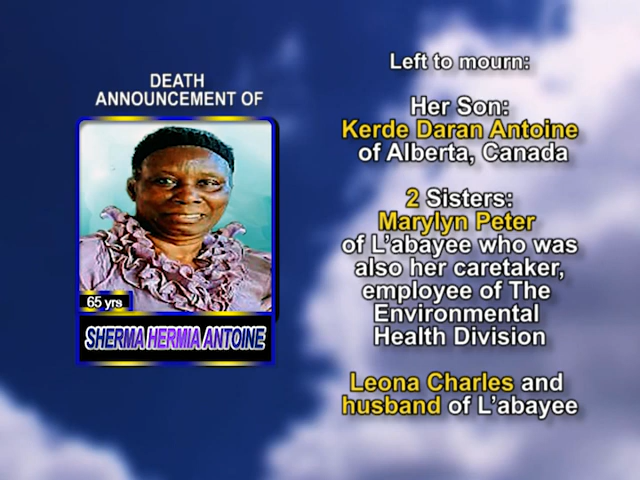 DEATH
ANNOUNCEMENT OF
65 yrs
SHERMA HERMIA ANTOINE
Left to mourn:
Her Son:
Kerde Daran Antoine
of Alberta, Canada
2 Sisters:
Marylyn Peter
of L'abayee who was
also her caretaker,
employee of The
Environmental
Health Division
Leona Charles and
husband of L'abayee